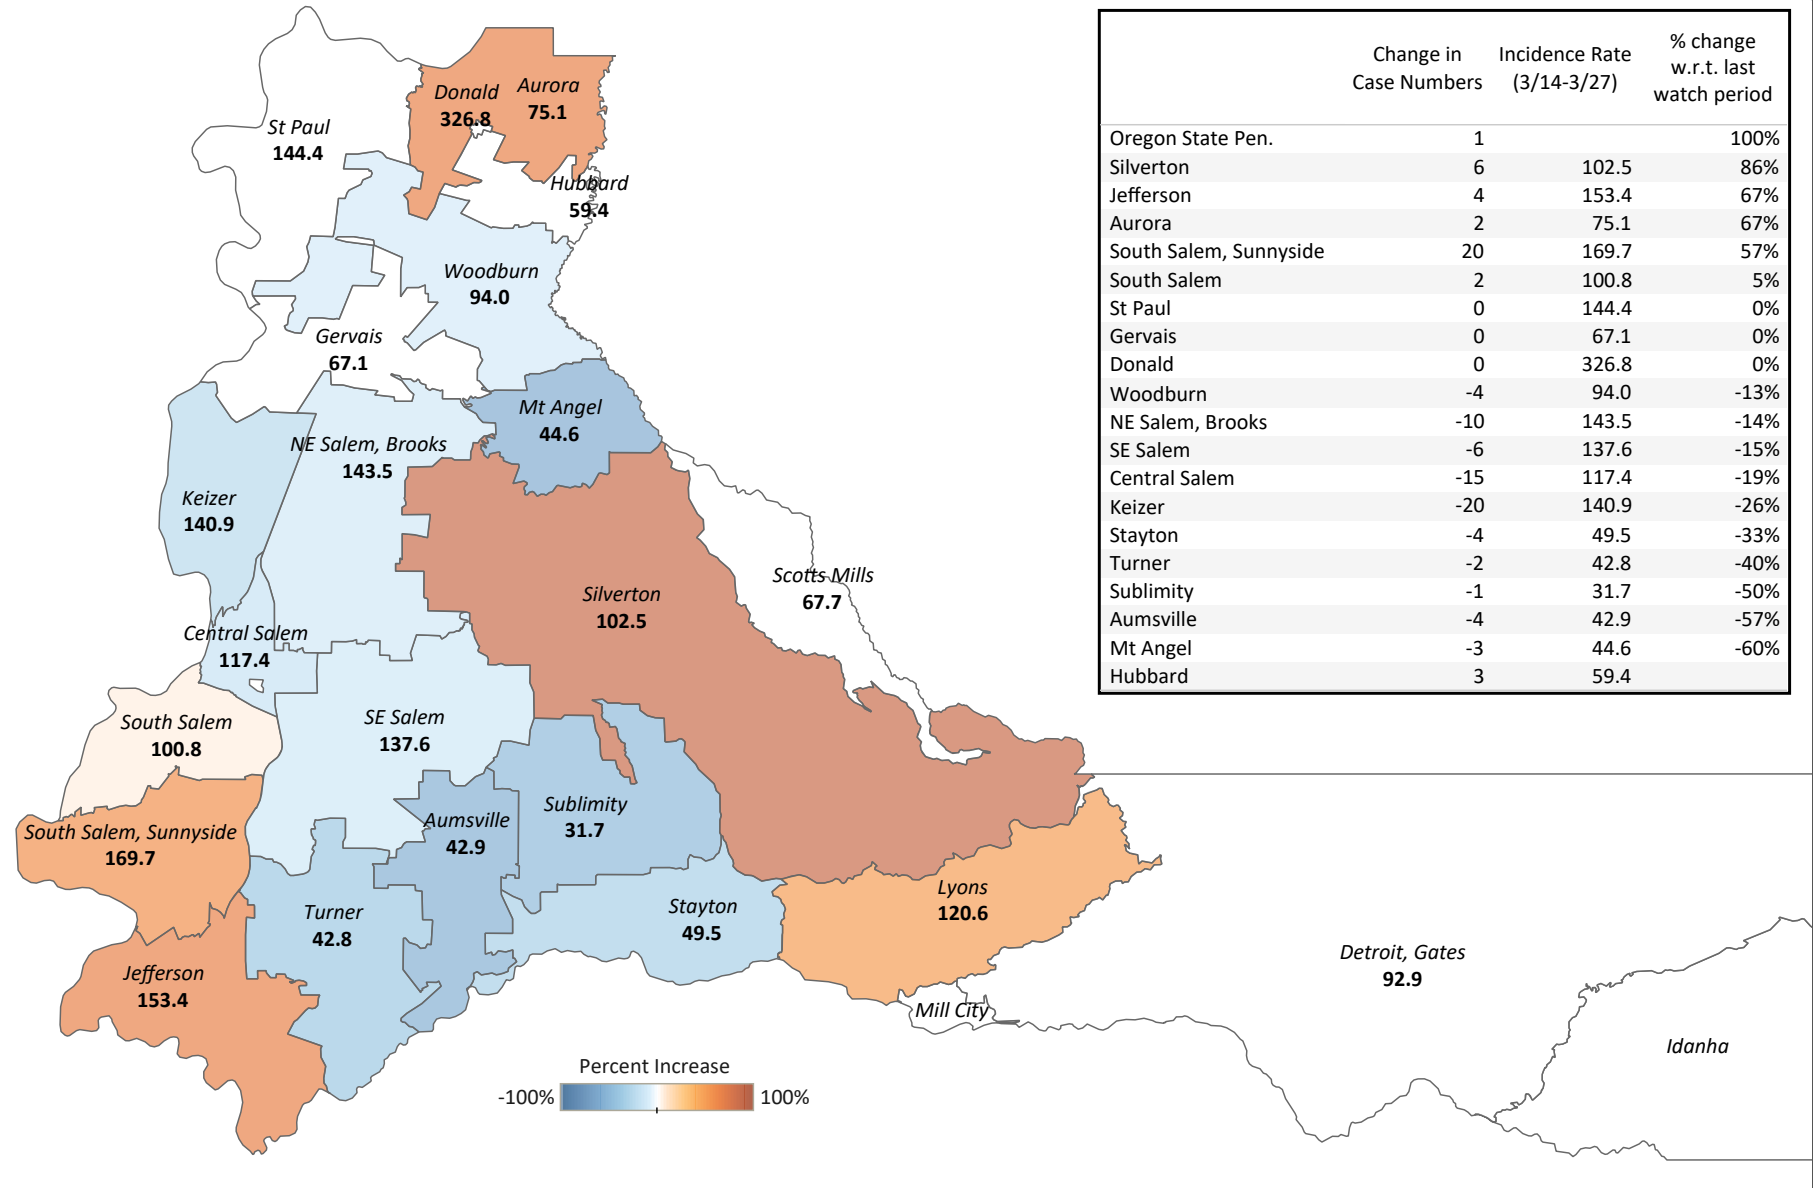 Change in Case Numbers Incidence Rate (3/14-3/27) % change w.r.t. last watch period
Oregon State Pen. 1 100%
Silverton 6 102.5 86%
Jefferson 4 153.4 67%
Aurora 2 75.1 67%
South Salem, Sunnyside 20 169.7 57%
South Salem 2 100.8 5%
St Paul 0 144.4 0%
Gervais 0 67.1 0%
Donald 0 326.8 0%
Woodburn -4 94.0 -13%
NE Salem, Brooks -10 143.5 -14%
SE Salem -6 137.6 -15%
Central Salem -15 117.4 -19%
Keizer -20 140.9 -26%
Stayton -4 49.5 -33%
Turner -2 42.8 -40%
Sublimity -1 31.7 -50%
Aumsville -4 42.9 -57%
Mt Angel -3 44.6 -60%
Hubbard 3 59.4
Donald
326.8
Aurora
75.1
St Paul
144.4
Hubbard
59.4
Woodburn
94.0
Gervais
67.1
Mt Angel
44.6
NE Salem, Brooks
143.5
Keizer
140.9
Silverton
102.5
Scotts Mills
67.7
Central Salem
117.4
South Salem
100.8
SE Salem
137.6
South Salem, Sunnyside
169.7
Aumsville
42.9
Sublimity
31.7
Turner
42.8
Stayton
49.5
Lyons
120.6
Jefferson
153.4
Mill City
Detroit, Gates
92.9
Idanha
Percent Increase
-100% 100%